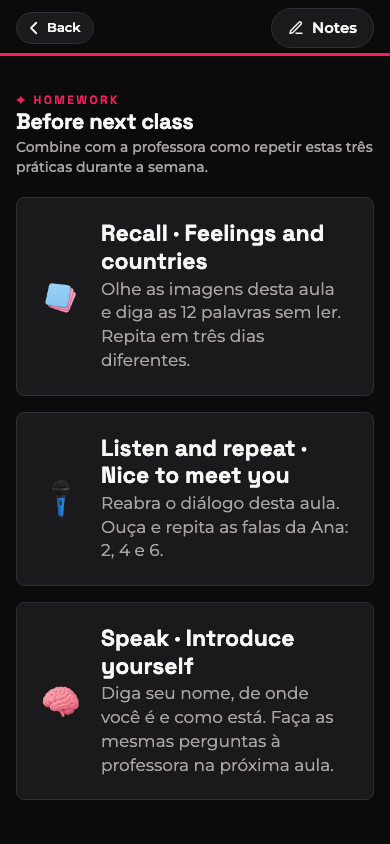 Back
Notes
HOMEWORK
Before next class
Combine com a professora como repetir estas três
práticas durante a semana.
Recall · Feelings and
countries
Olhe as imagens desta aula
e diga as 12 palavras sem ler.
Repita em três dias
diferentes.
Listen and repeat ·
Nice to meet you
Reabra o diálogo desta aula.
Ouça e repita as falas da Ana:
2, 4 e 6.
Speak · Introduce
yourself
Diga seu nome, de onde
você é e como está. Faça as
mesmas perguntas à
professora na próxima aula.